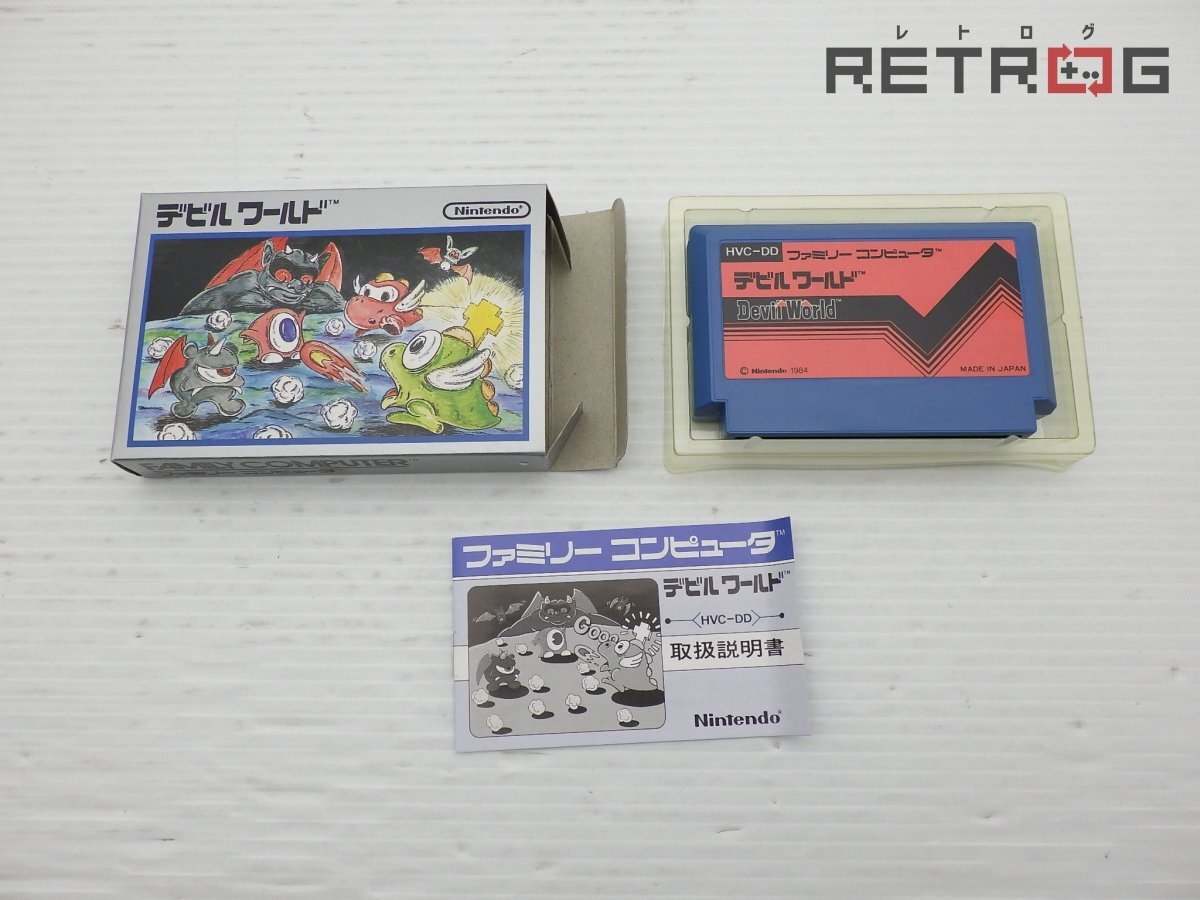 レトログ
RETROG
デビル ワールド™
Nintendo®
FAMILY COMPUTER™
HVC-DD ファミリー コンピュータ™
デビル ワールド™
Devil World™
© Nintendo 1984
MADE IN JAPAN
ファミリー コンピュータ™
デビル ワールド™
HVC-DD
取扱説明書
Nintendo®